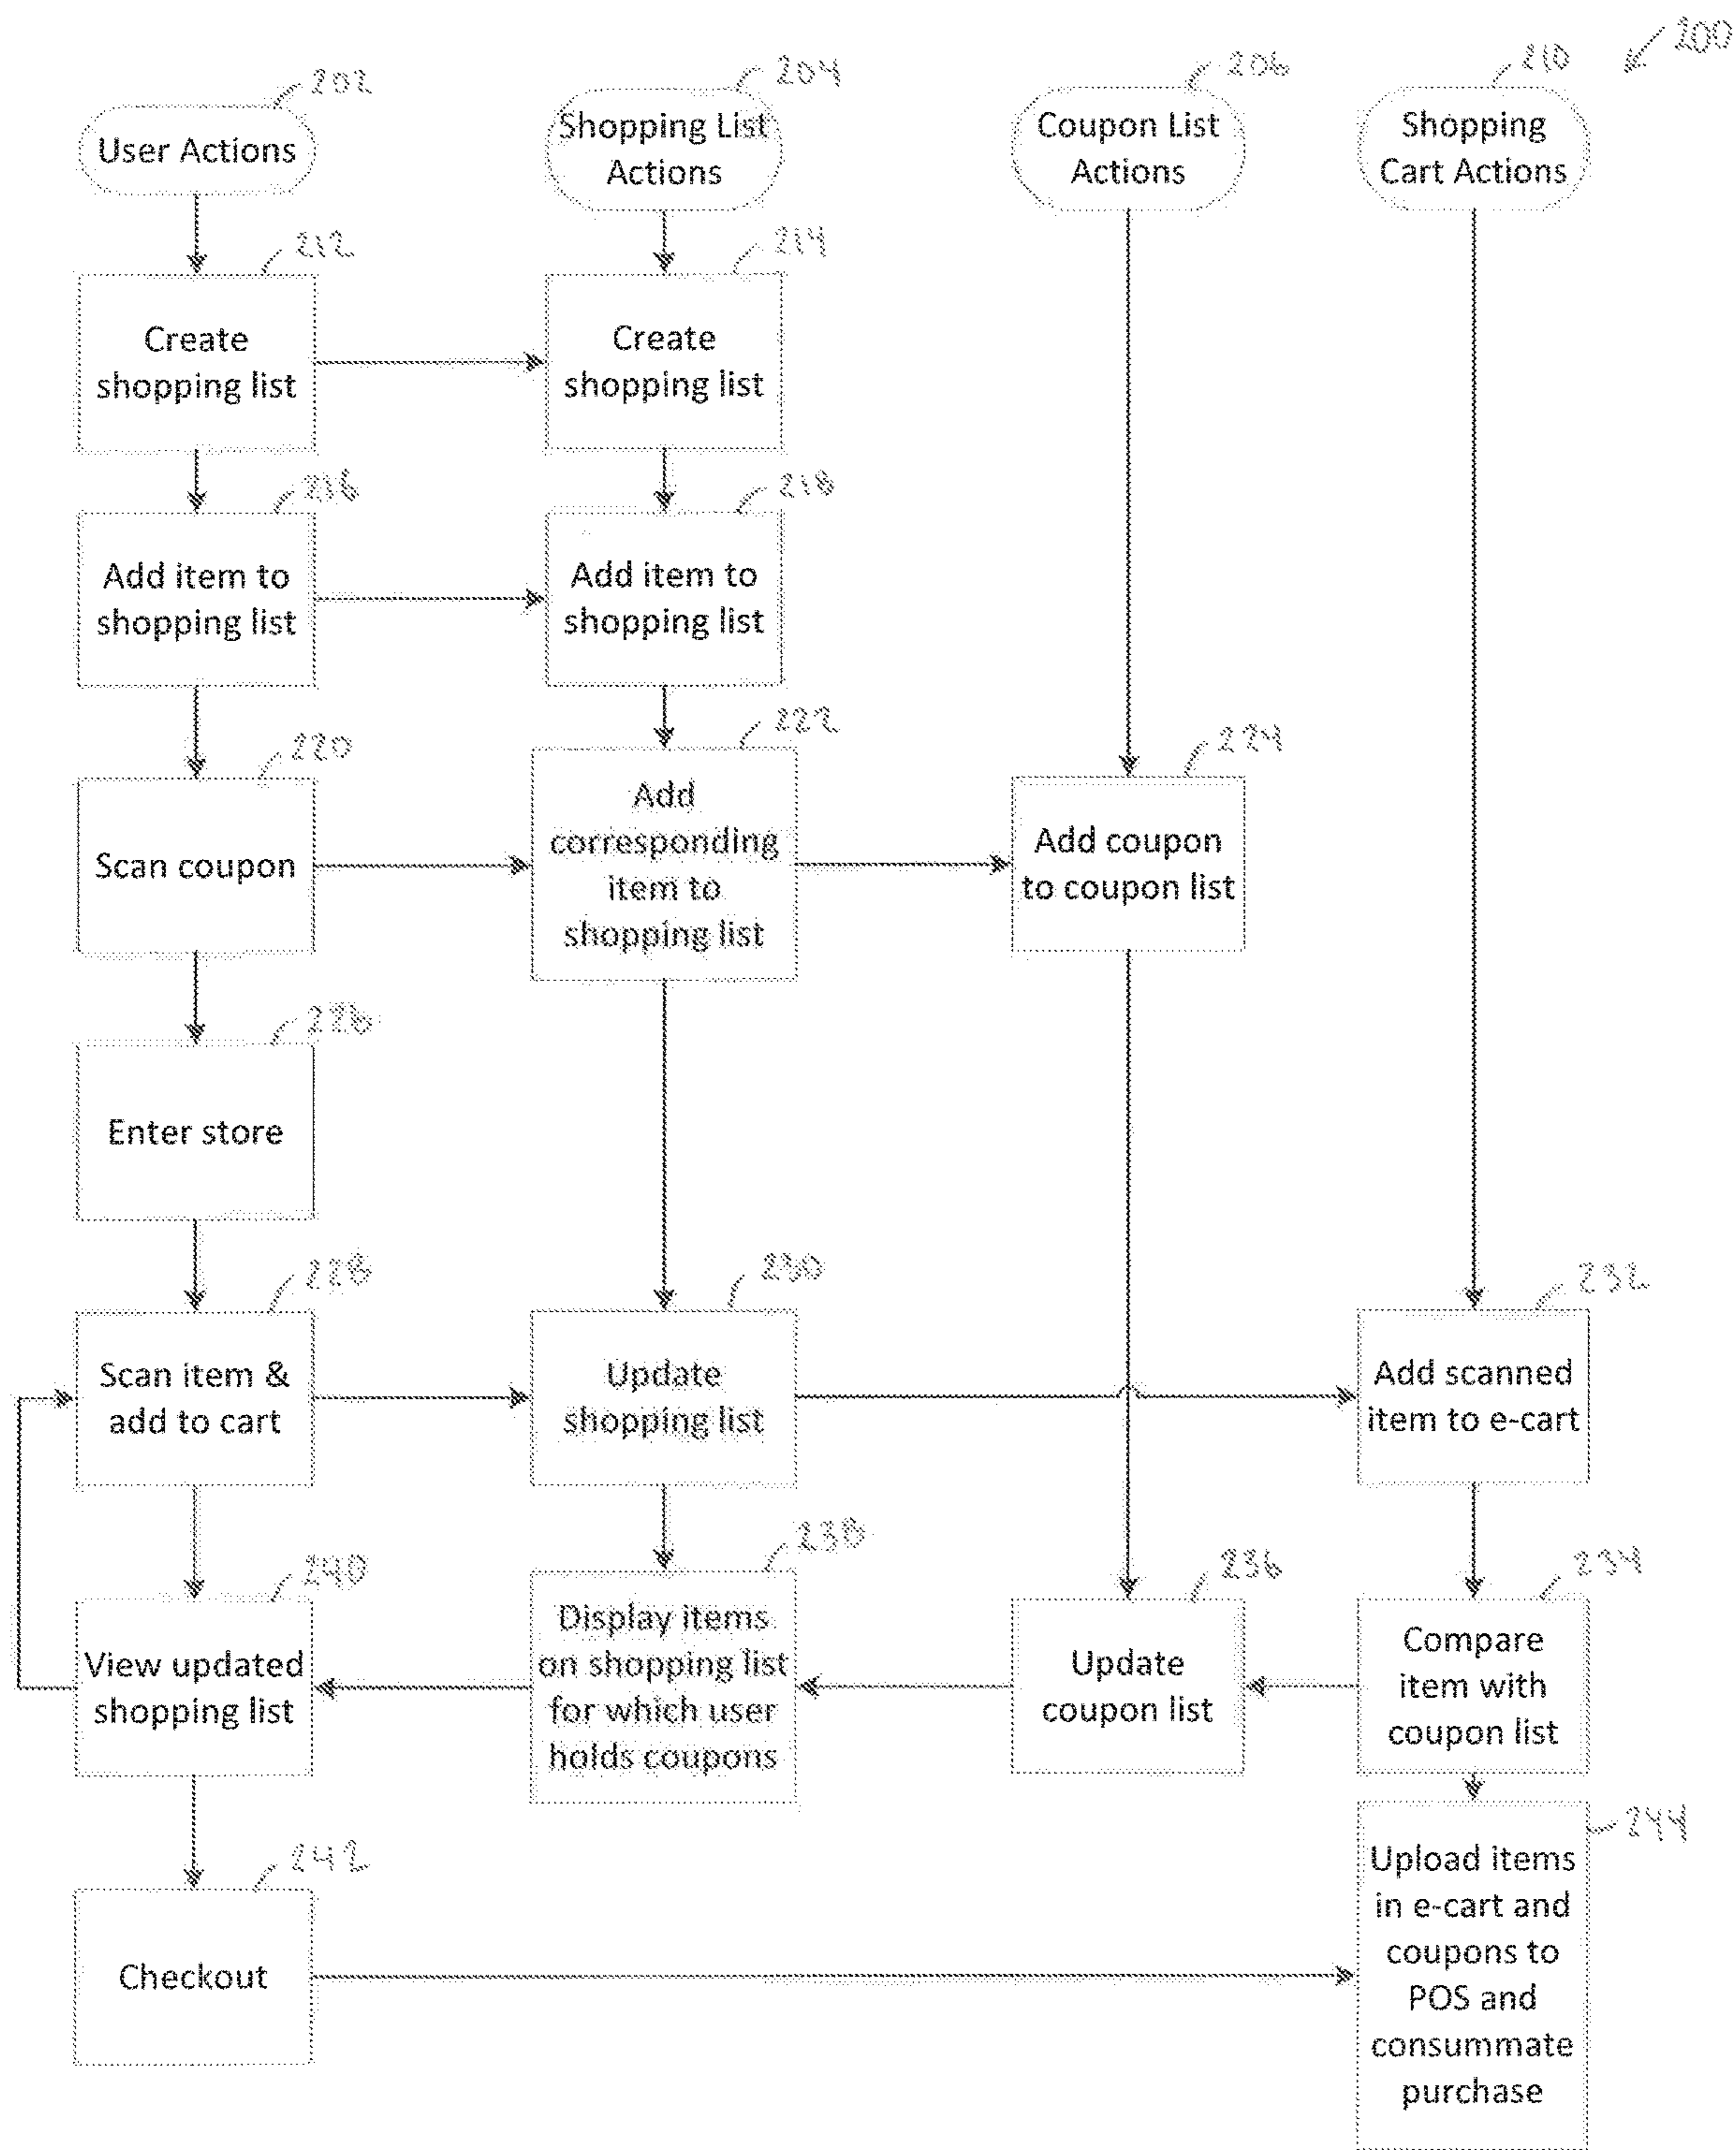 200
202
User Actions
204
Shopping List
Actions
206
Coupon List
Actions
210
Shopping
Cart Actions
212
Create
shopping list
214
Create
shopping list
216
Add item to
shopping list
218
Add item to
shopping list
220
Scan coupon
222
Add
corresponding
item to
shopping list
224
Add coupon
to coupon list
226
Enter store
228
Scan item &
add to cart
230
Update
shopping list
232
Add scanned
item to e-cart
240
View updated
shopping list
238
Display items
on shopping list
for which user
holds coupons
236
Update
coupon list
234
Compare
item with
coupon list
242
Checkout
244
Upload items
in e-cart and
coupons to
POS and
consummate
purchase